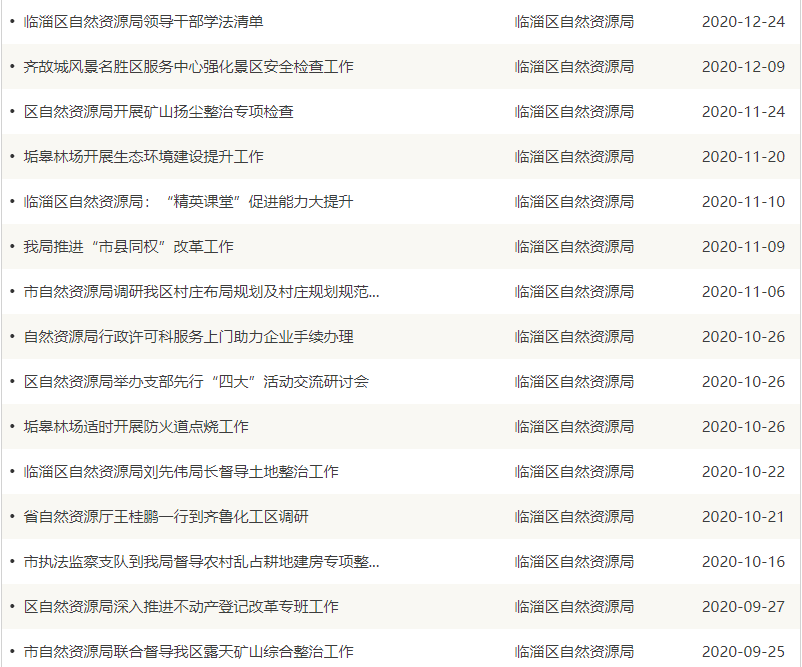 • 临淄区自然资源局领导干部学法清单 临淄区自然资源局 2020-12-24
• 齐故城风景名胜区服务中心强化景区安全检查工作 临淄区自然资源局 2020-12-09
• 区自然资源局开展矿山扬尘整治专项检查 临淄区自然资源局 2020-11-24
• 垢皋林场开展生态环境建设提升工作 临淄区自然资源局 2020-11-20
• 临淄区自然资源局：“精英课堂”促进能力大提升 临淄区自然资源局 2020-11-10
• 我局推进“市县同权”改革工作 临淄区自然资源局 2020-11-09
• 市自然资源局调研我区村庄布局规划及村庄规划规范... 临淄区自然资源局 2020-11-06
• 自然资源局行政许可科服务上门助力企业手续办理 临淄区自然资源局 2020-10-26
• 区自然资源局举办支部先行“四大”活动交流研讨会 临淄区自然资源局 2020-10-26
• 垢皋林场适时开展防火道点烧工作 临淄区自然资源局 2020-10-26
• 临淄区自然资源局刘先伟局长督导土地整治工作 临淄区自然资源局 2020-10-22
• 省自然资源厅王桂鹏一行到齐鲁化工区调研 临淄区自然资源局 2020-10-21
• 市执法监察支队到我局督导农村乱占耕地建房专项整... 临淄区自然资源局 2020-10-16
• 区自然资源局深入推进不动产登记改革专班工作 临淄区自然资源局 2020-09-27
• 市自然资源局联合督导我区露天矿山综合整治工作 临淄区自然资源局 2020-09-25